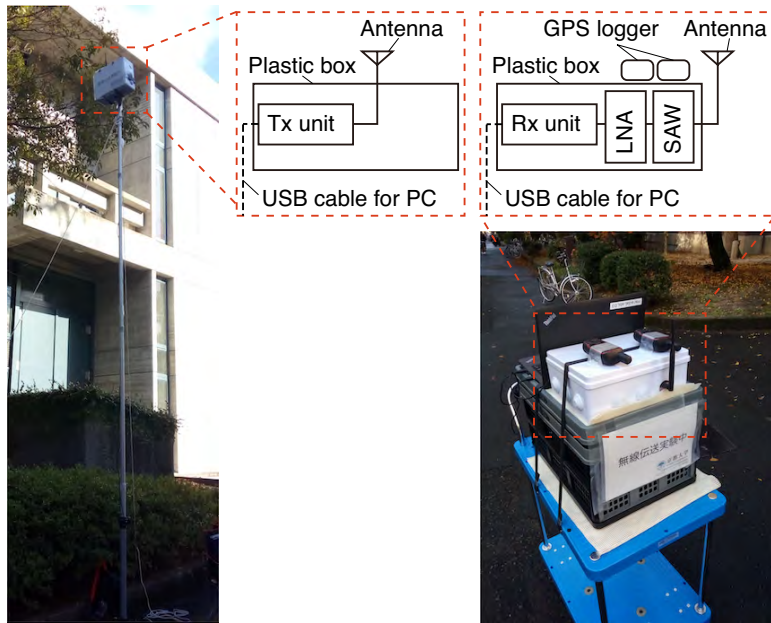 Antenna
Plastic box
Tx unit
USB cable for PC
GPS logger
Antenna
Plastic box
Rx unit
LNA
SAW
USB cable for PC
無線伝送実験中